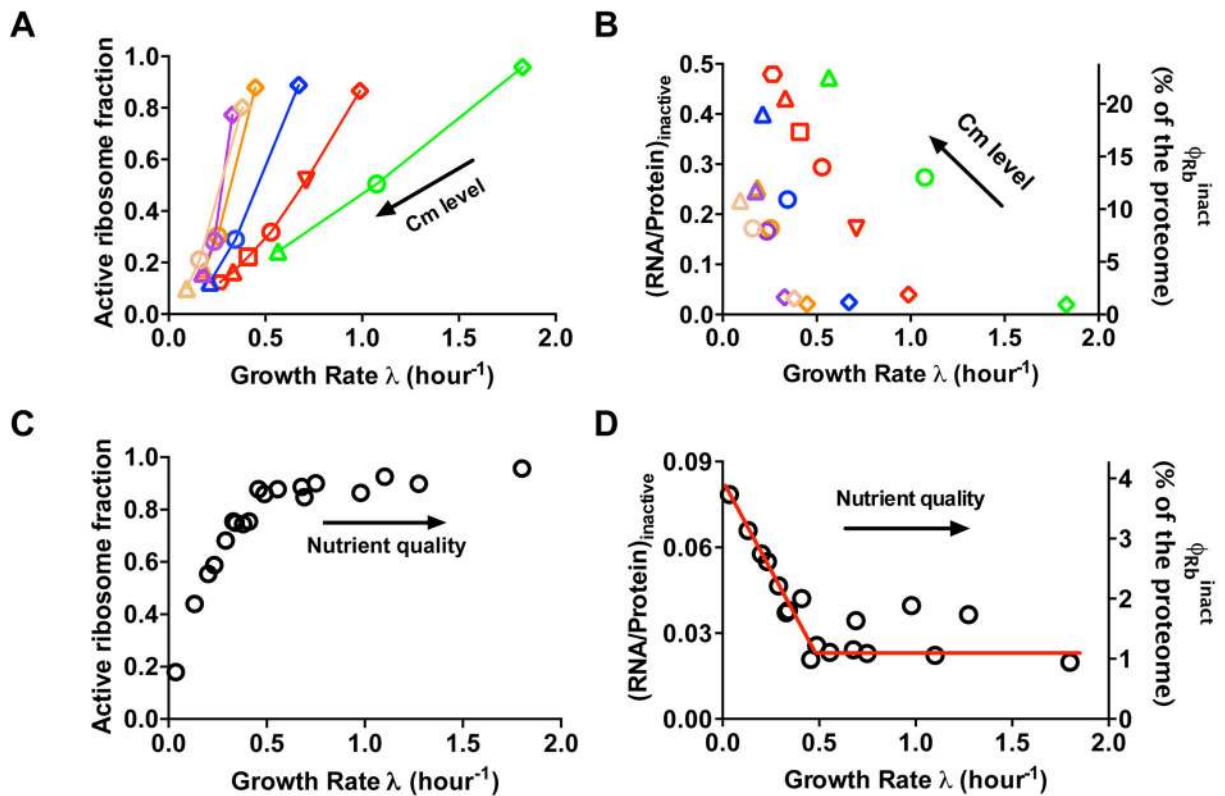 A
Active ribosome fraction
1.0
0.8
0.6
0.4
0.2
0.0
0.0
0.5
1.0
1.5
2.0
Cm level
Growth Rate λ (hour-1)
B
(RNA/Protein)inactive
0.5
0.4
0.3
0.2
0.1
0.0
0.0
0.5
1.0
1.5
2.0
Cm level
20
15
10
5
0
ϕRb inact
(% of the proteome)
Growth Rate λ (hour-1)
C
Active ribosome fraction
1.0
0.8
0.6
0.4
0.2
0.0
0.0
0.5
1.0
1.5
2.0
Nutrient quality
Growth Rate λ (hour-1)
D
(RNA/Protein)inactive
0.09
0.06
0.03
0.00
0.0
0.5
1.0
1.5
2.0
Nutrient quality
4
3
2
1
0
ϕRb inact
(% of the proteome)
Growth Rate λ (hour-1)